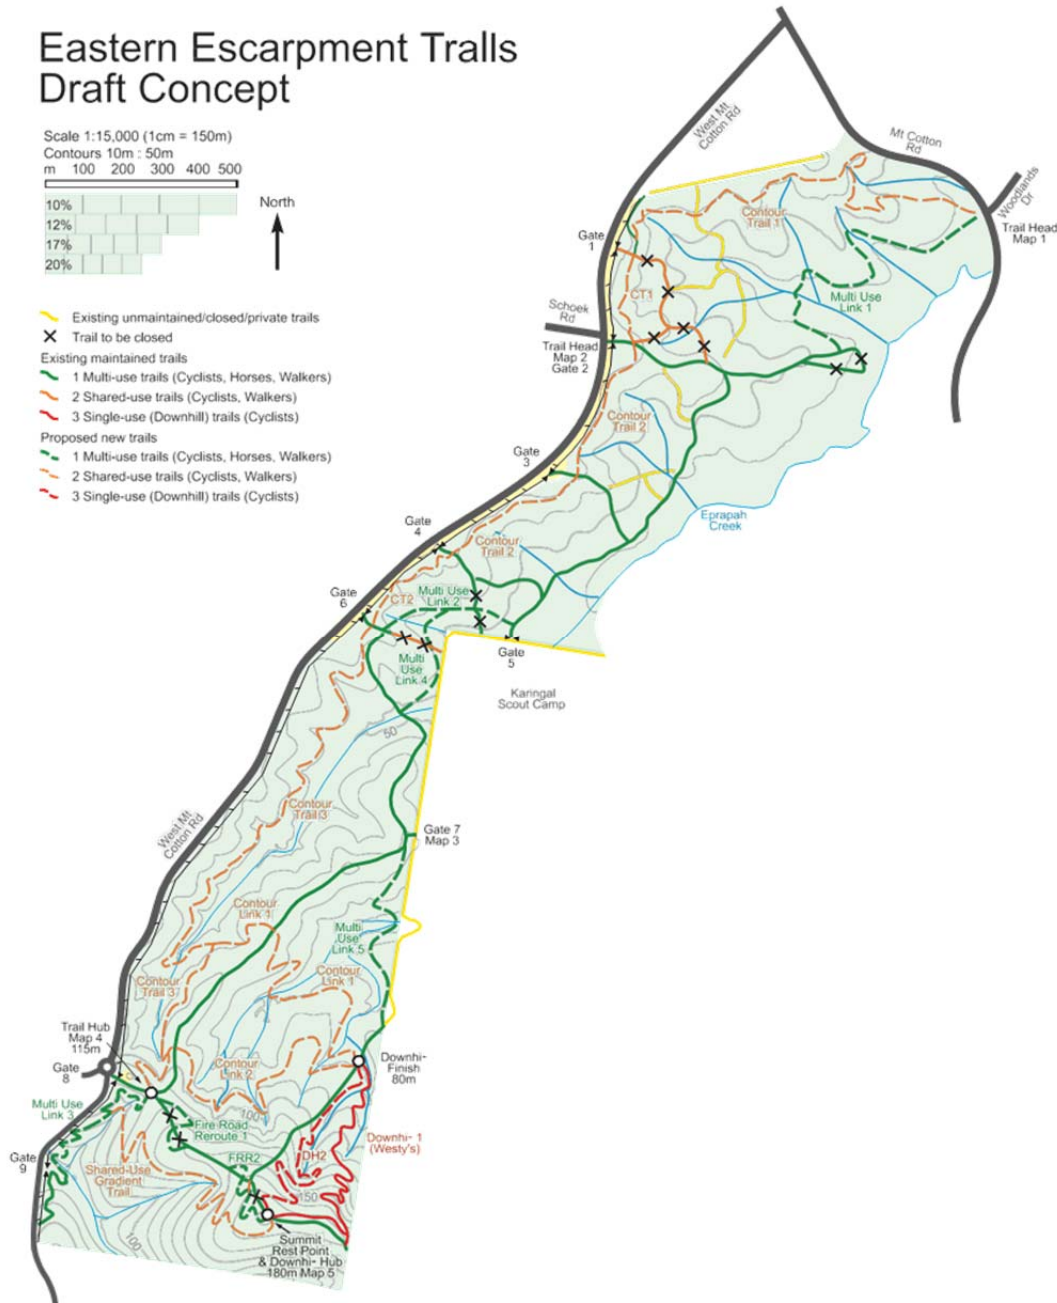 Eastern Escarpment Tralls
Draft Concept
Scale 1:15,000 (1cm = 150m)
Contours 10m : 50m
m 100 200 300 400 500
10%
12%
17%
20%
North
Existing unmaintained/closed/private trails
Trail to be closed
Existing maintained trails
1 Multi-use trails (Cyclists, Horses, Walkers)
2 Shared-use trails (Cyclists, Walkers)
3 Single-use (Downhill) trails (Cyclists)
Proposed new trails
1 Multi-use trails (Cyclists, Horses, Walkers)
2 Shared-use trails (Cyclists, Walkers)
3 Single-use (Downhill) trails (Cyclists)
West Mt
Cotton Rd
Mt Cotton
Rd
Woodlands
Dr
Trail Head
Map 1
Contour
Trail 1
Gate
1
CT1
Multi Use
Link 1
Schoek
Rd
Trail Head
Map 2
Gate 2
Contour
Trail 2
Gate
3
Eprapah
Creek
Gate
4
Contour
Trail 2
Gate
6
CT2
Multi Use
Link 2
Gate
5
Multi
Use
Link 4
Karingal
Scout Camp
50
Contour
Trail 3
West Mt
Cotton Rd
Gate 7
Map 3
Contour
Link 1
Multi
Use
Link 5
Contour
Link 1
Contour
Trail 3
Trail Hub
Map 4
115m
Gate
8
Contour
Link 2
Downhi-
Finish
80m
Multi Use
Link 3
100
Fire Road
Reroute 1
Downhi- 1
(Westy's)
Gate
9
FRR2
DH2
Shared-Use
Gradient
Trail
150
100
Summit
Rest Point
& Downhi- Hub
180m Map 5